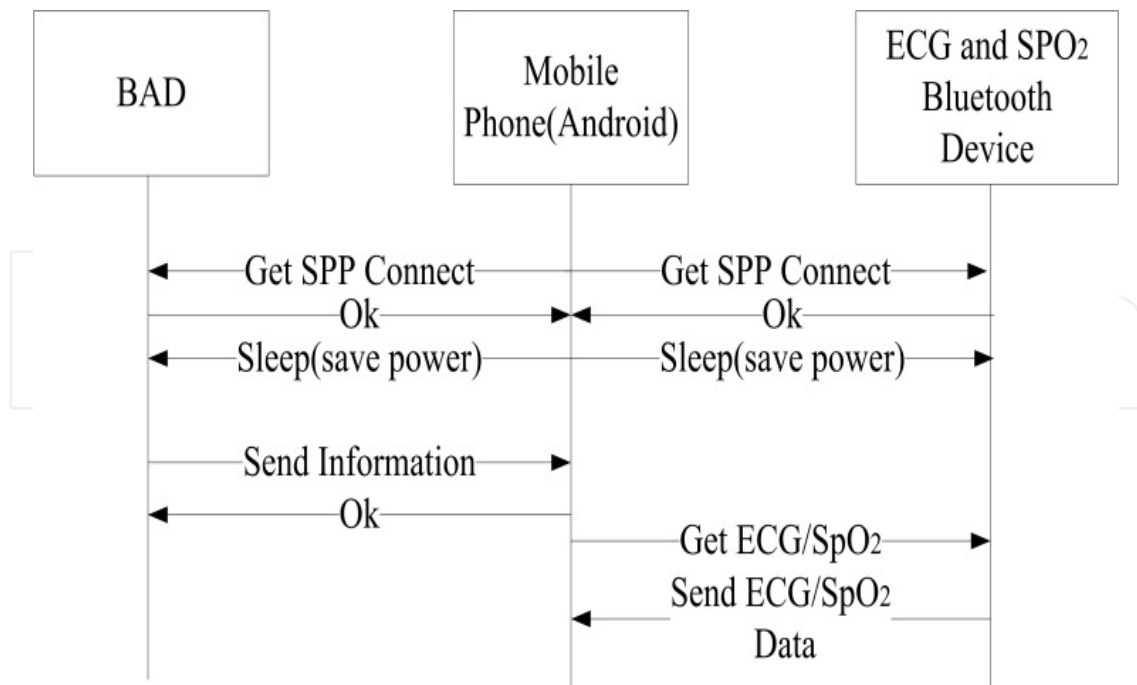 BAD
Mobile
Phone(Android)
ECG and SPO2
Bluetooth
Device
Get SPP Connect
Get SPP Connect
Ok
Ok
Sleep(save power)
Sleep(save power)
Send Information
Ok
Get ECG/SpO2
Send ECG/SpO2
Data